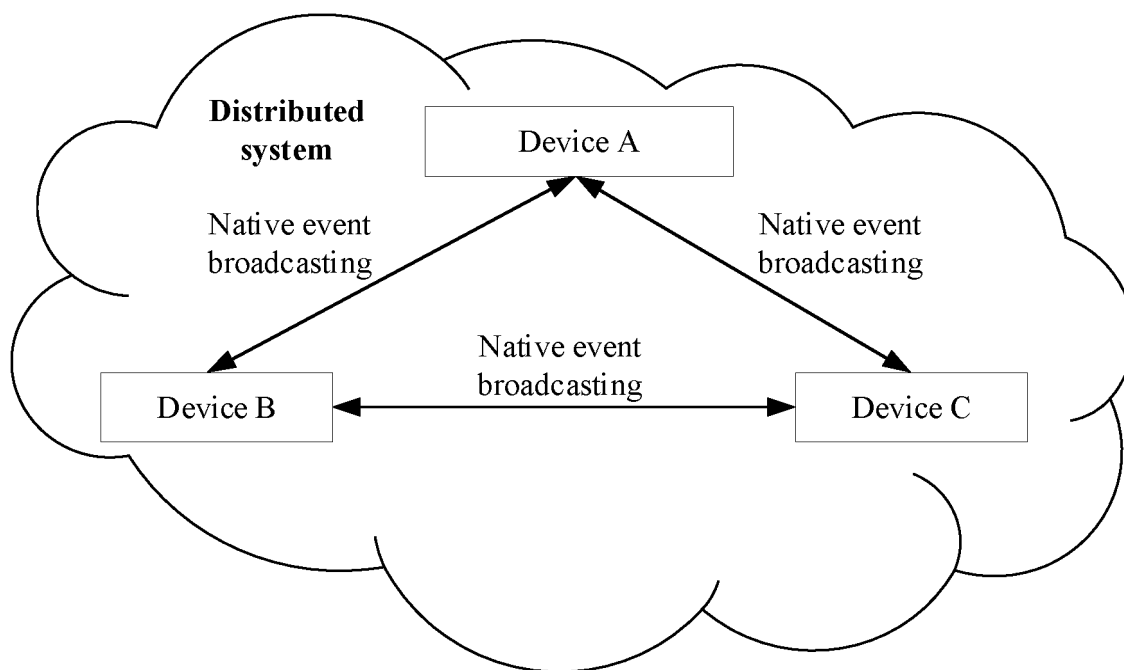 Distributed
system
Device A
Native event
broadcasting
Native event
broadcasting
Native event
broadcasting
Device B
Device C